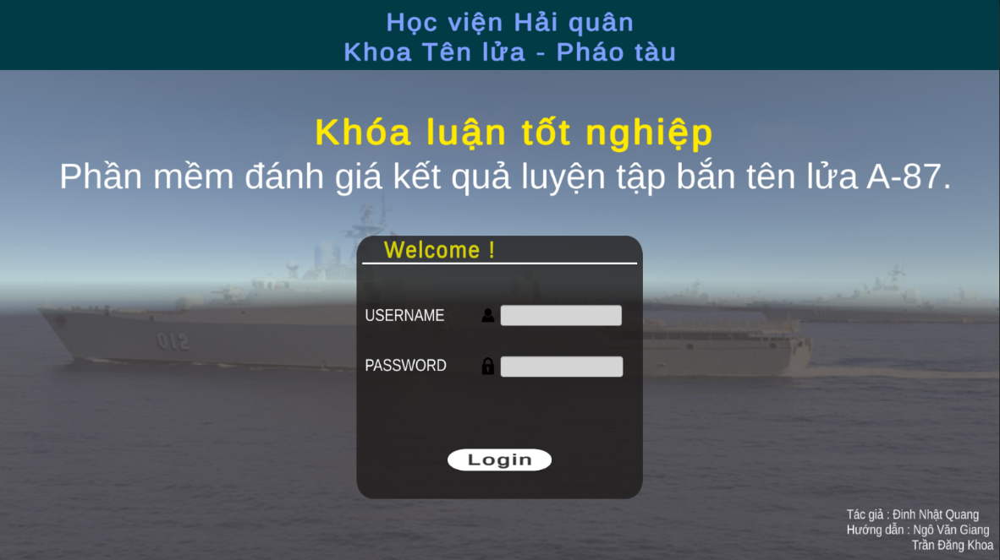 Học viện Hải quân
Khoa Tên lửa - Pháo tàu
Khóa luận tốt nghiệp
Phần mềm đánh giá kết quả luyện tập bắn tên lửa A-87.
Welcome !
USERNAME
015
PASSWORD
Login
Tác giả : Đinh Nhật Quang
Hướng dẫn : Ngô Văn Giang
Trần Đăng Khoa